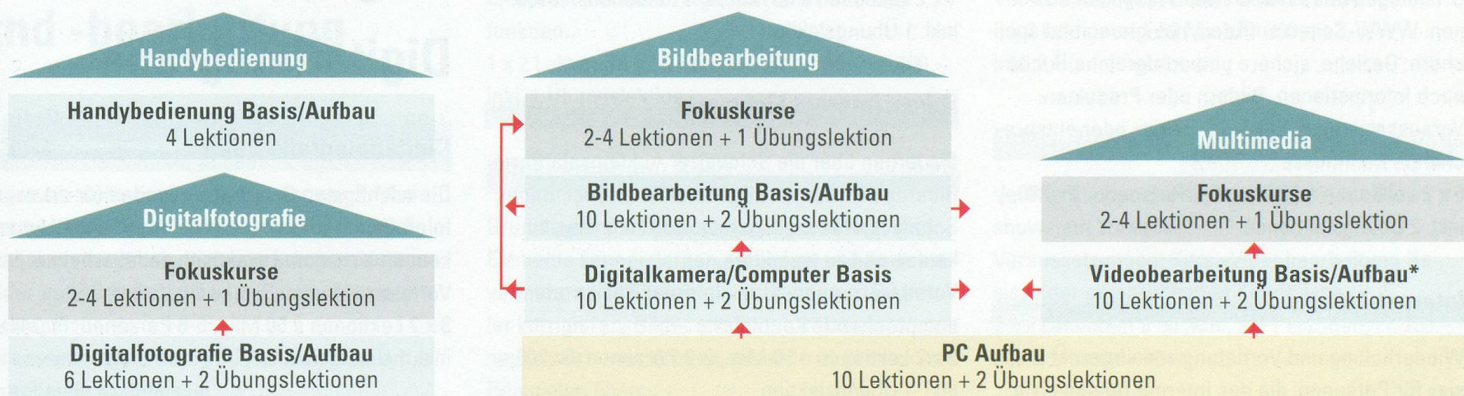 Handybedienung
Handybedienung Basis/Aufbau
4 Lektionen
Digitalfotografie
Fokuskurse
2-4 Lektionen + 1 Übungslektion
Digitalfotografie Basis/Aufbau
6 Lektionen + 2 Übungslektionen
Bildbearbeitung
Fokuskurse
2-4 Lektionen + 1 Übungslektion
Bildbearbeitung Basis/Aufbau
10 Lektionen + 2 Übungslektionen
Digitalkamera/Computer Basis
10 Lektionen + 2 Übungslektionen
Multimedia
Fokuskurse
2-4 Lektionen + 1 Übungslektion
Videobearbeitung Basis/Aufbau*
10 Lektionen + 2 Übungslektionen
PC Aufbau
10 Lektionen + 2 Übungslektionen